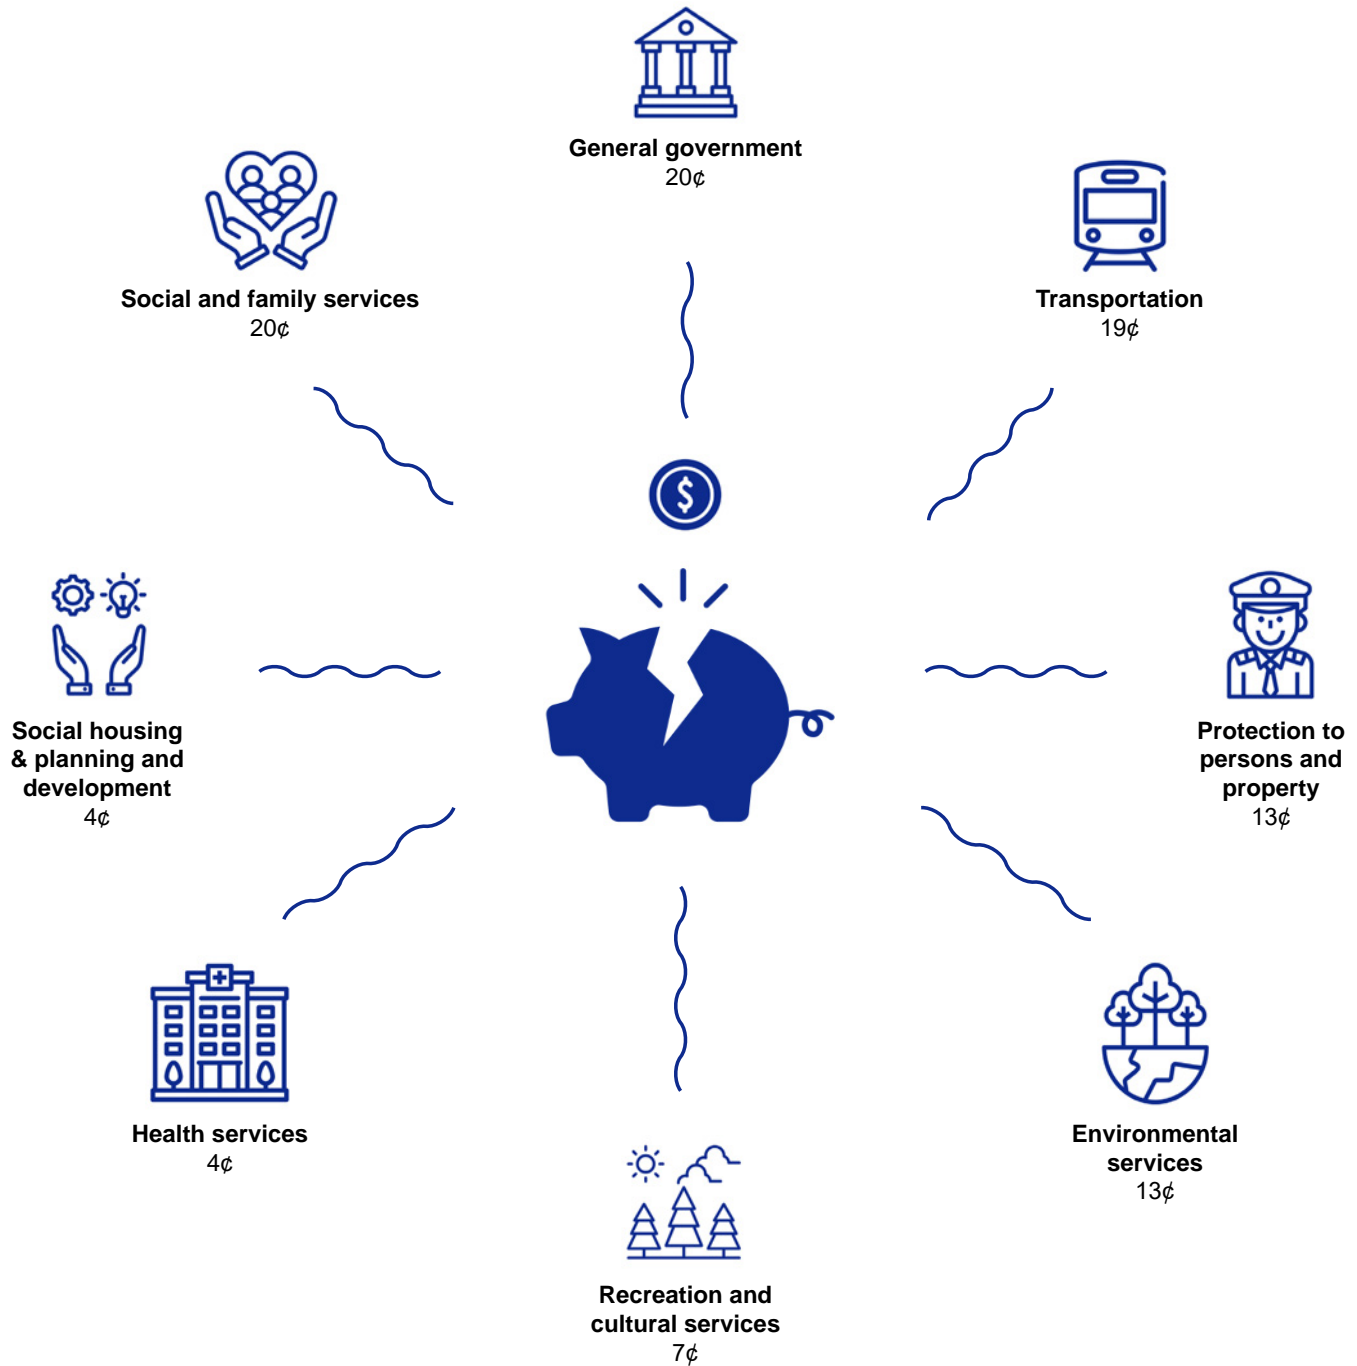 General government
20¢
Transportation
19¢
Protection to
persons and
property
13¢
Environmental
services
13¢
Recreation and
cultural services
7¢
Health services
4¢
Social housing
& planning and
development
4¢
Social and family services
20¢
$